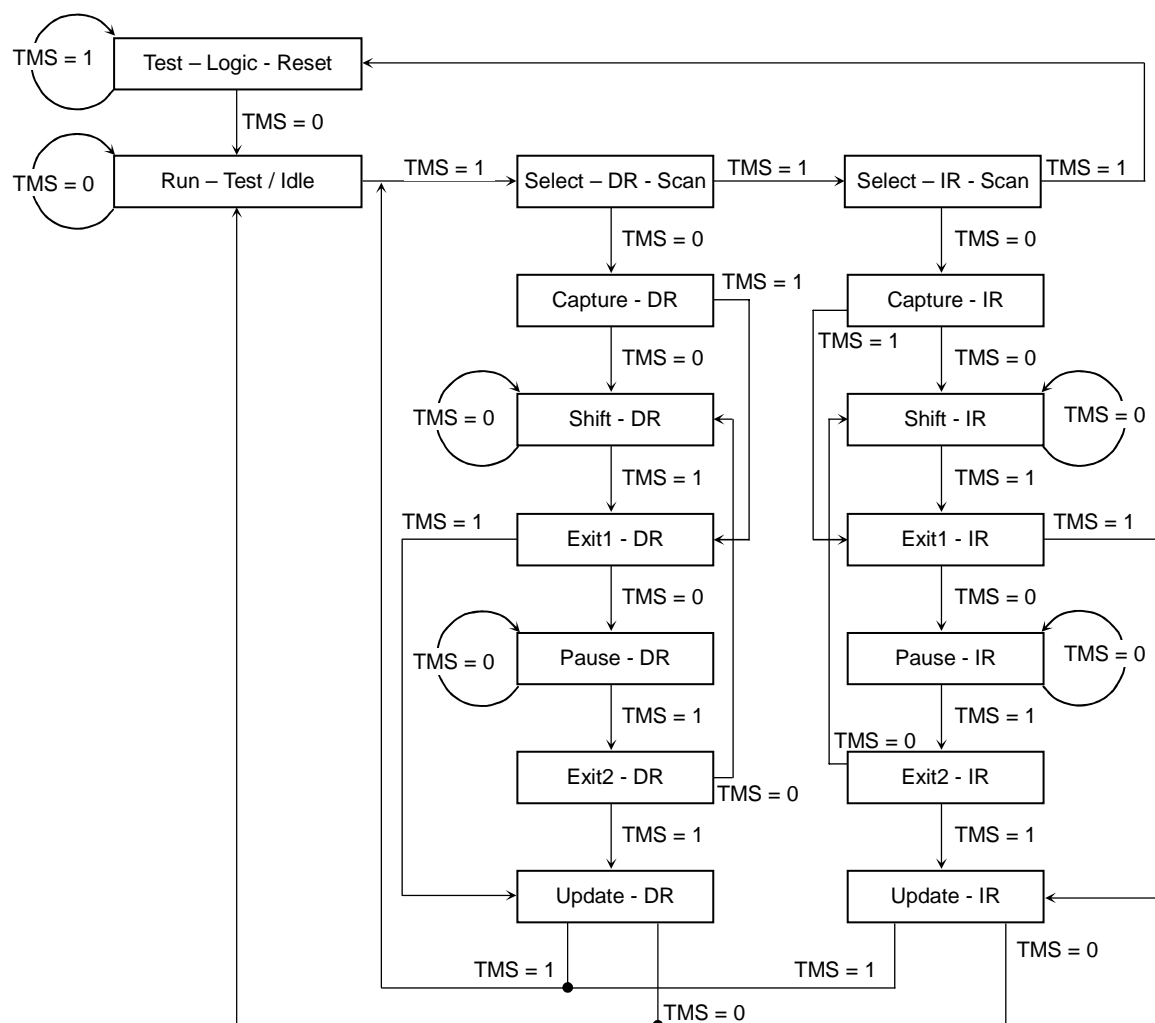 Test – Logic - Reset
TMS = 1
TMS = 0
Run – Test / Idle
TMS = 0
TMS = 1
Select – DR - Scan
TMS = 1
Select – IR - Scan
TMS = 1
TMS = 0
TMS = 0
TMS = 1
Capture - DR
Capture - IR
TMS = 1
TMS = 0
TMS = 0
TMS = 0
Shift - DR
Shift - IR
TMS = 0
TMS = 1
TMS = 1
TMS = 1
Exit1 - DR
Exit1 - IR
TMS = 1
TMS = 0
TMS = 0
TMS = 0
Pause - DR
Pause - IR
TMS = 0
TMS = 1
TMS = 1
TMS = 0
Exit2 - DR
Exit2 - IR
TMS = 0
TMS = 1
TMS = 1
Update - DR
Update - IR
TMS = 0
TMS = 1
TMS = 1
TMS = 0